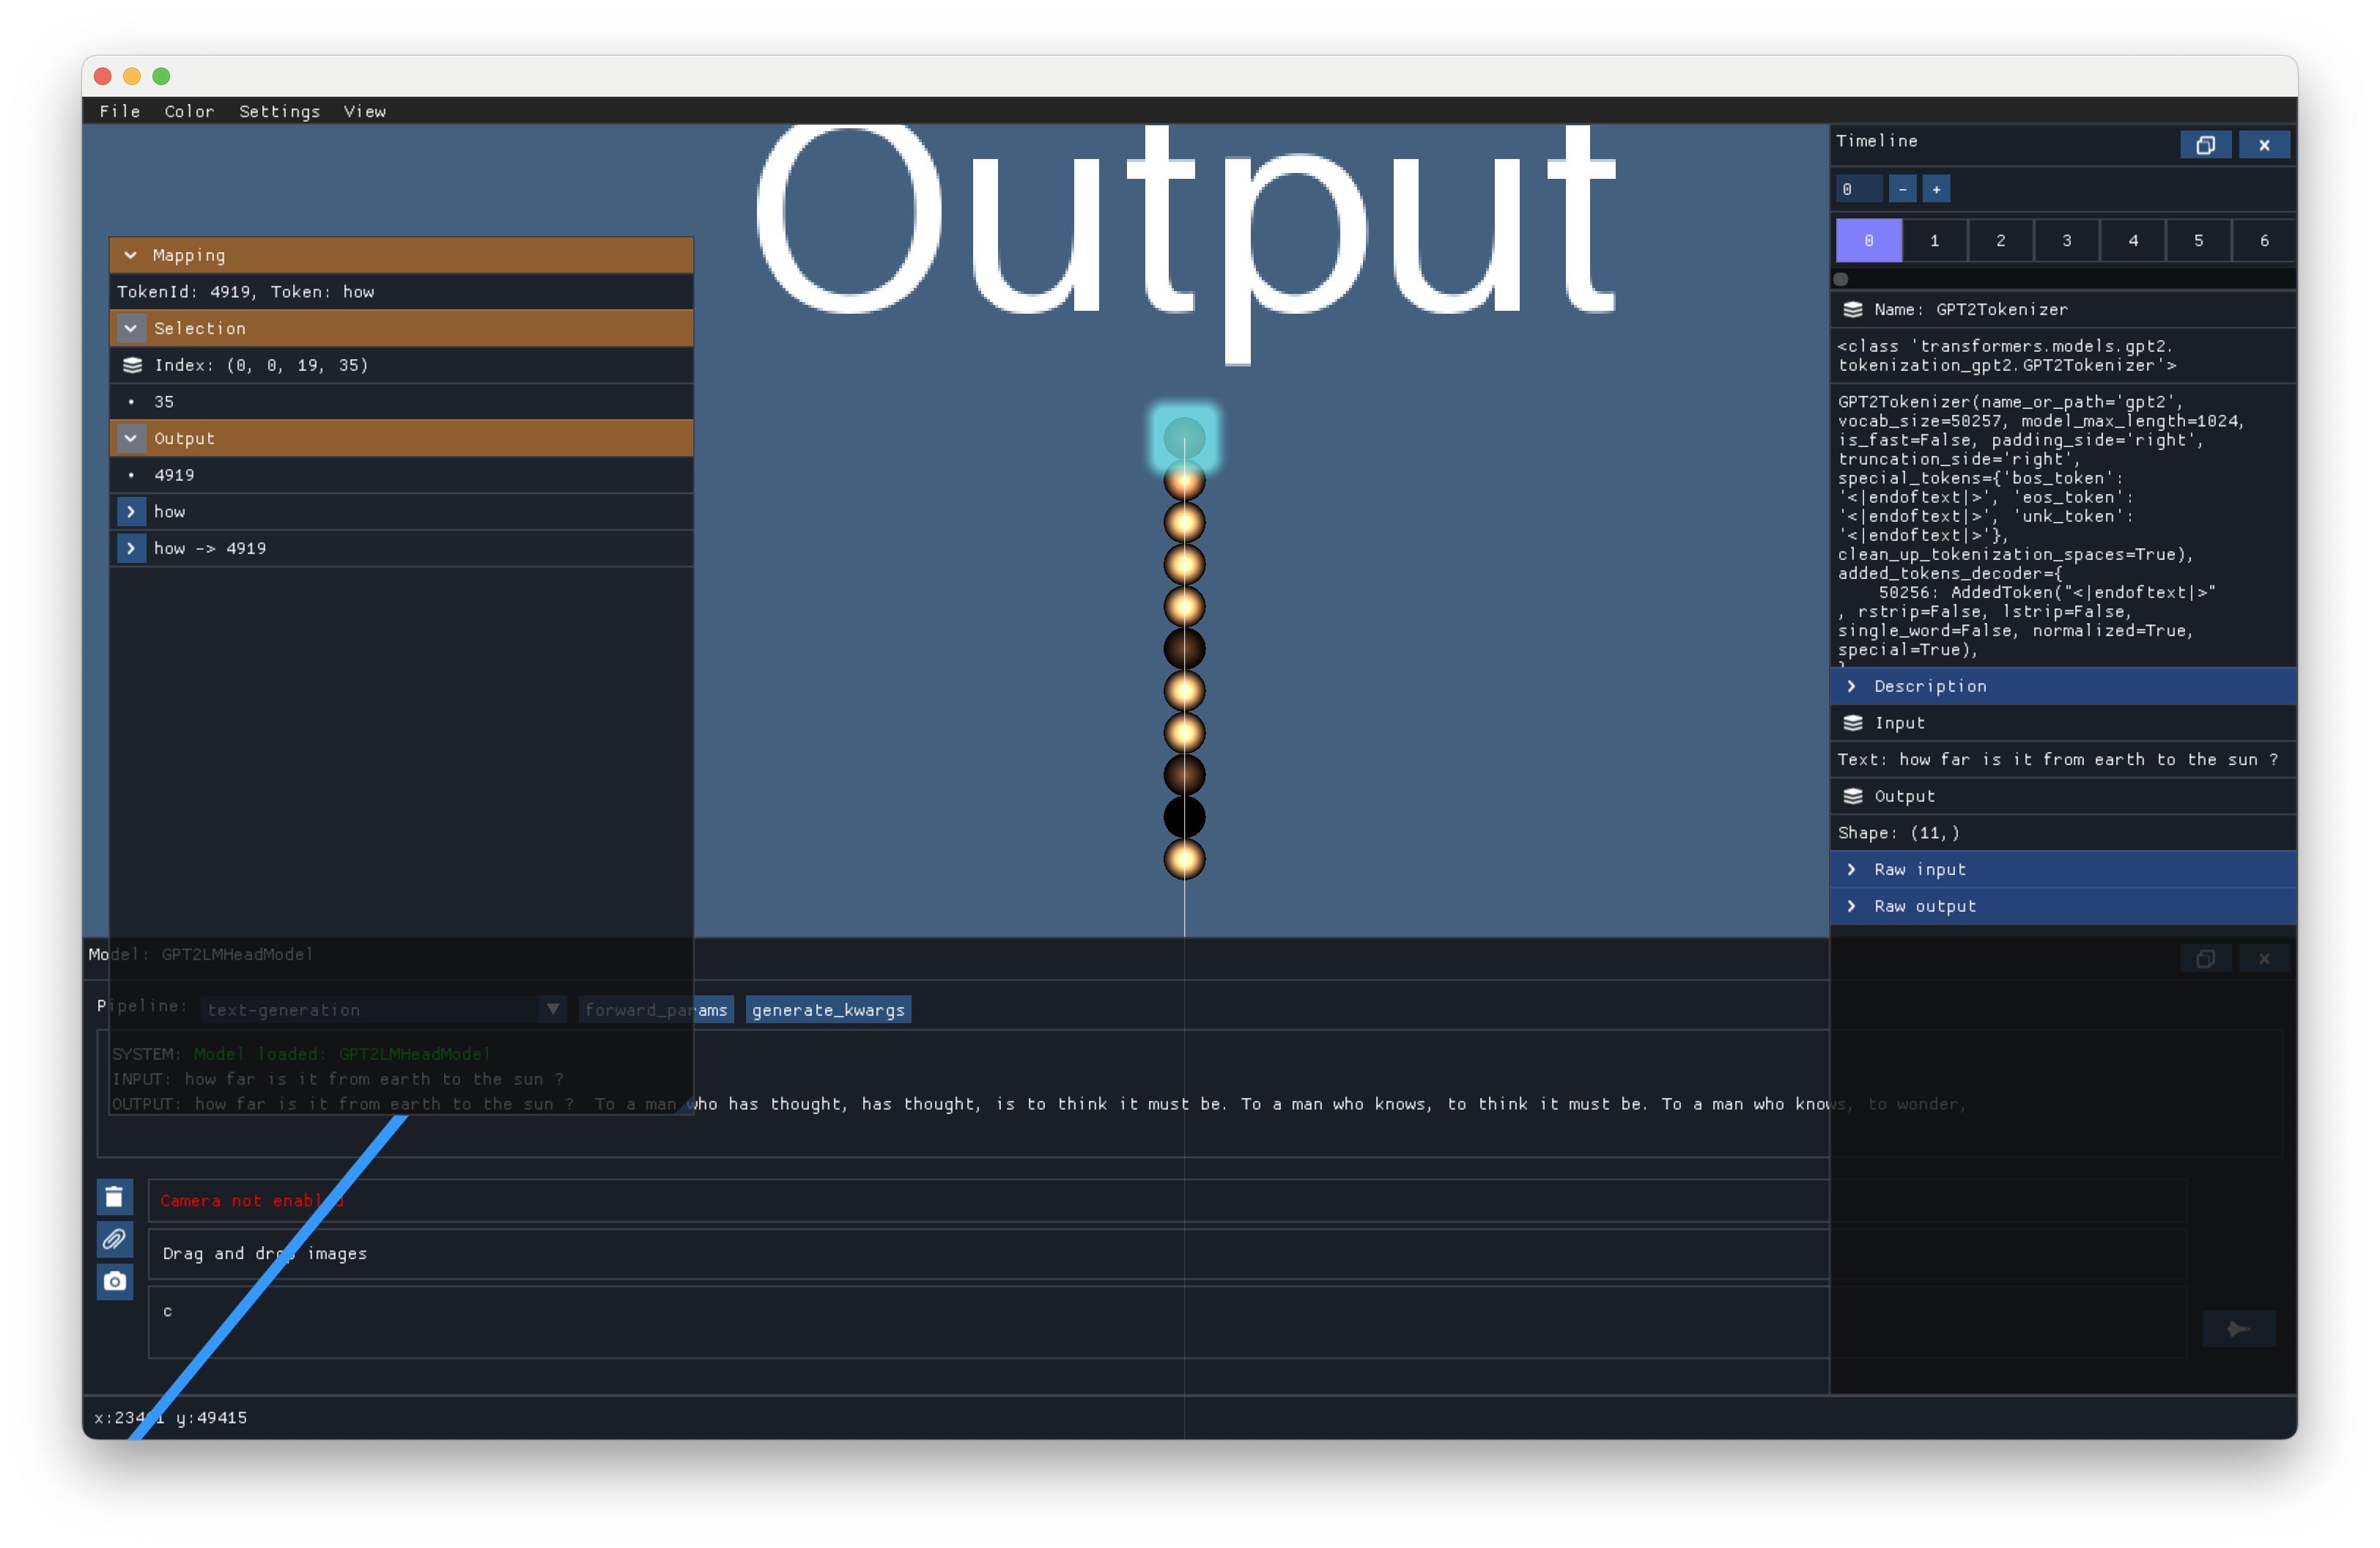 File Color Settings View
Output
Mapping
TokenId: 4919, Token: how
Selection
Index: (0, 0, 19, 35)
35
Output
4919
how
how -> 4919
Timeline
0 - +
0 1 2 3 4 5 6
Name: GPT2Tokenizer
<class 'transformers.models.gpt2.
tokenization_gpt2.GPT2Tokenizer'>
GPT2Tokenizer(name_or_path='gpt2',
vocab_size=50257, model_max_length=1024,
is_fast=False, padding_side='right',
truncation_side='right',
special_tokens={'bos_token':
'<|endoftext|>', 'eos_token':
'<|endoftext|>', 'unk_token':
'<|endoftext|>'},
clean_up_tokenization_spaces=True),
added_tokens_decoder={
50256: AddedToken("<|endoftext|>"
, rstrip=False, lstrip=False,
single_word=False, normalized=True,
special=True),
}
Description
Input
Text: how far is it from earth to the sun ?
Output
Shape: (11,)
Raw input
Raw output
Model: GPT2LMHeadModel
Pipeline: text-generation forward_params generate_kwargs
SYSTEM: Model loaded: GPT2LMHeadModel
INPUT: how far is it from earth to the sun ?
OUTPUT: how far is it from earth to the sun ?  To a man who has thought, has thought, is to think it must be. To a man who knows, to think it must be. To a man who knows, to wonder,
Camera not enabled
Drag and drop images
c
y:49415